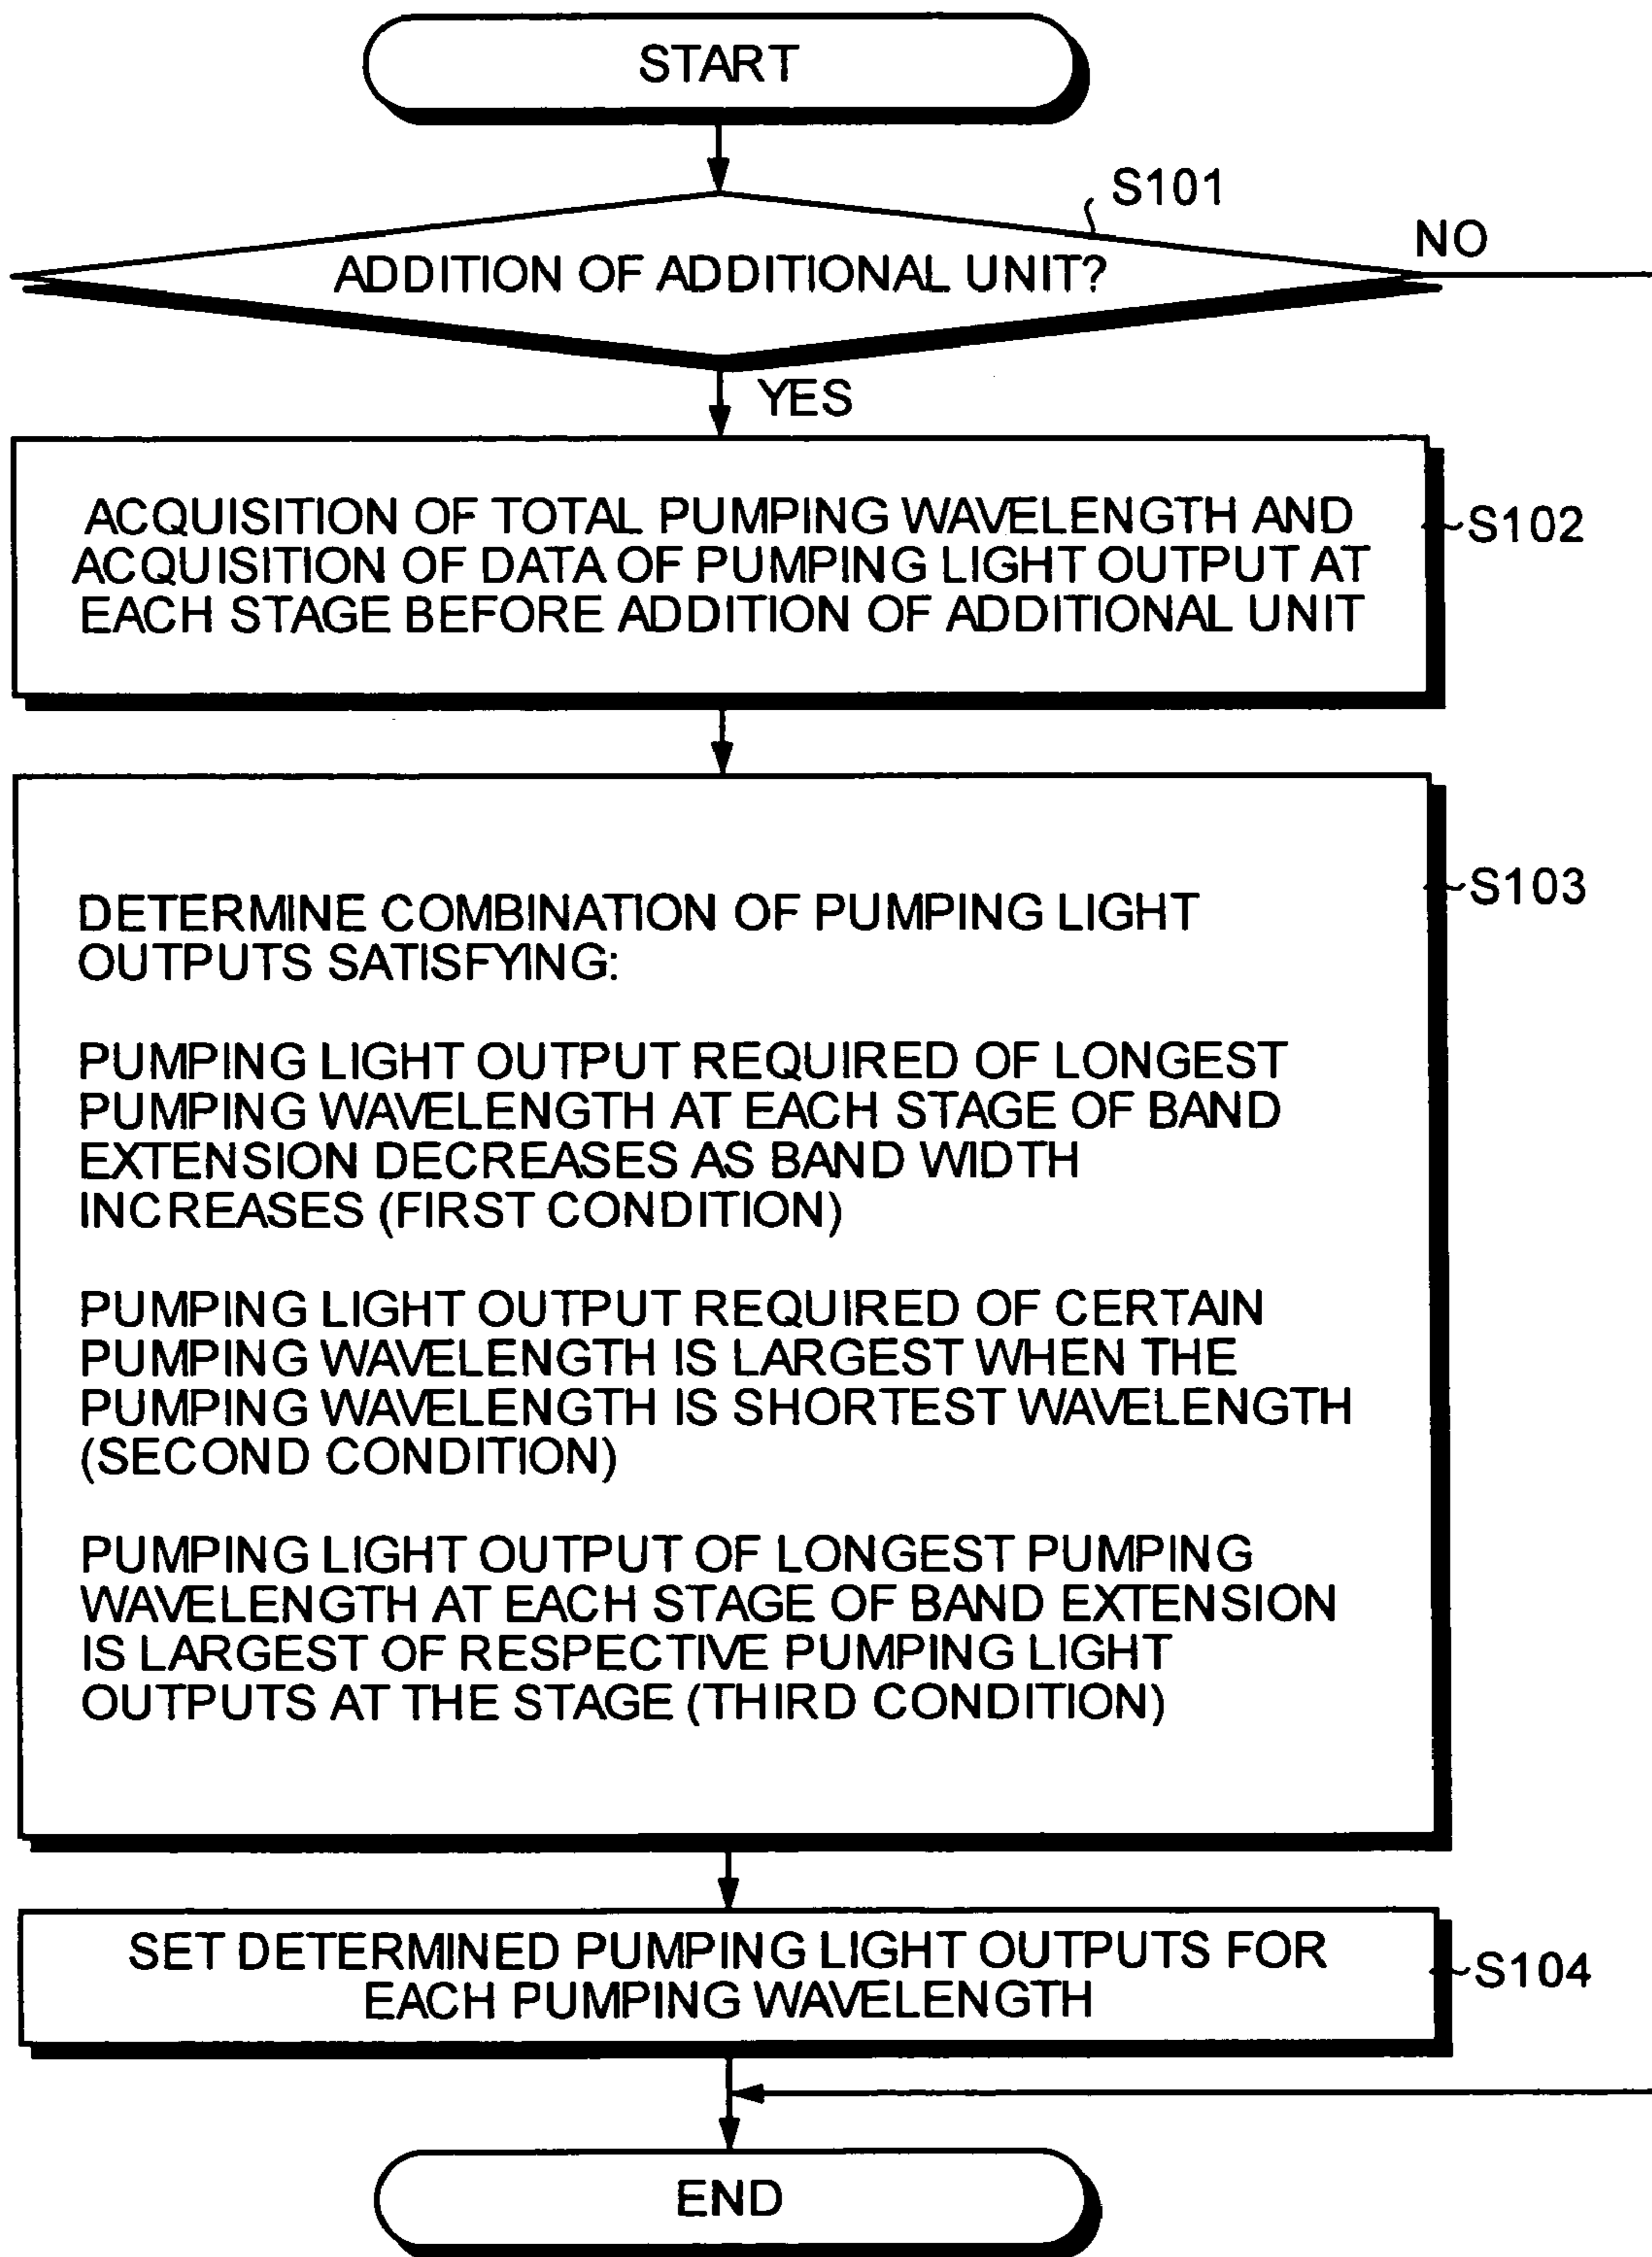 START
S101
NO
ADDITION OF ADDITIONAL UNIT?
YES
ACQUISITION OF TOTAL PUMPING WAVELENGTH AND
ACQUISITION OF DATA OF PUMPING LIGHT OUTPUT AT
EACH STAGE BEFORE ADDITION OF ADDITIONAL UNIT
S102
S103
DETERMINE COMBINATION OF PUMPING LIGHT
OUTPUTS SATISFYING:
PUMPING LIGHT OUTPUT REQUIRED OF LONGEST
PUMPING WAVELENGTH AT EACH STAGE OF BAND
EXTENSION DECREASES AS BAND WIDTH
INCREASES (FIRST CONDITION)
PUMPING LIGHT OUTPUT REQUIRED OF CERTAIN
PUMPING WAVELENGTH IS LARGEST WHEN THE
PUMPING WAVELENGTH IS SHORTEST WAVELENGTH
(SECOND CONDITION)
PUMPING LIGHT OUTPUT OF LONGEST PUMPING
WAVELENGTH AT EACH STAGE OF BAND EXTENSION
IS LARGEST OF RESPECTIVE PUMPING LIGHT
OUTPUTS AT THE STAGE (THIRD CONDITION)
SET DETERMINED PUMPING LIGHT OUTPUTS FOR
EACH PUMPING WAVELENGTH
S104
END